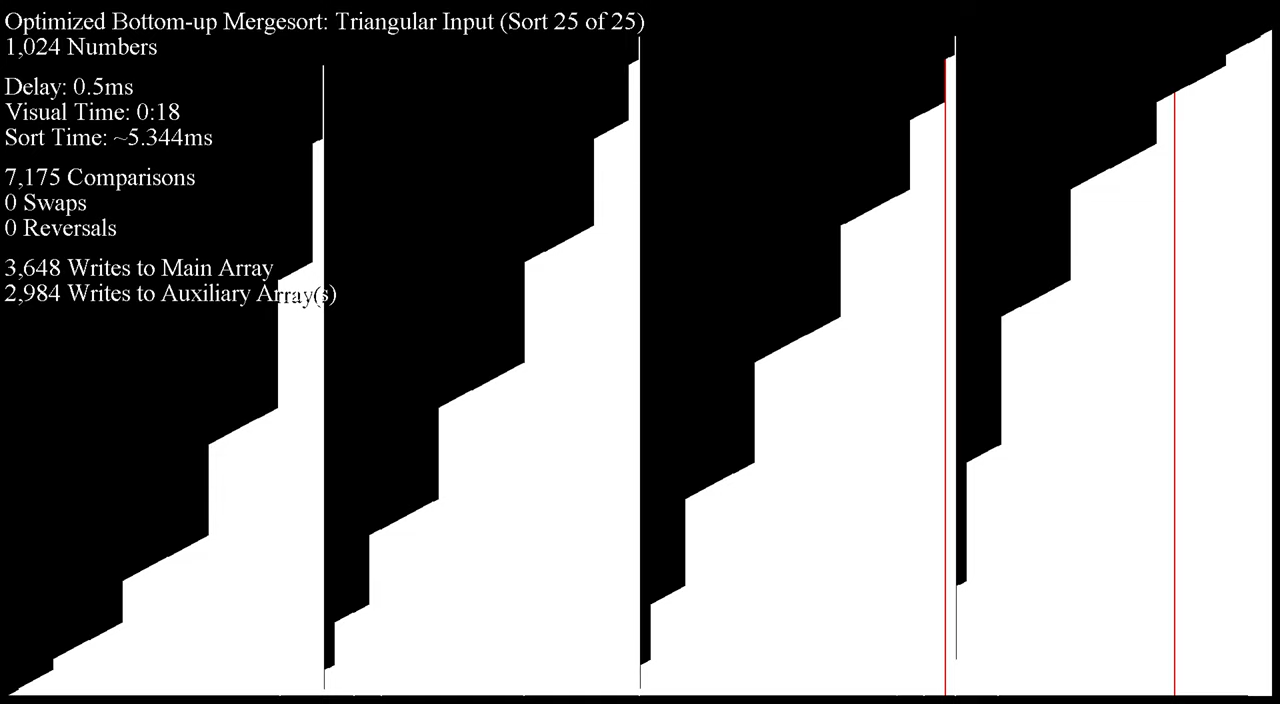 Optimized Bottom-up Mergesort: Triangular Input (Sort 25 of 25)
1,024 Numbers
Delay: 0.5ms
Visual Time: 0:18
Sort Time: ~5.344ms
7,175 Comparisons
0 Swaps
0 Reversals
3,648 Writes to Main Array
2,984 Writes to Auxiliary Array(s)